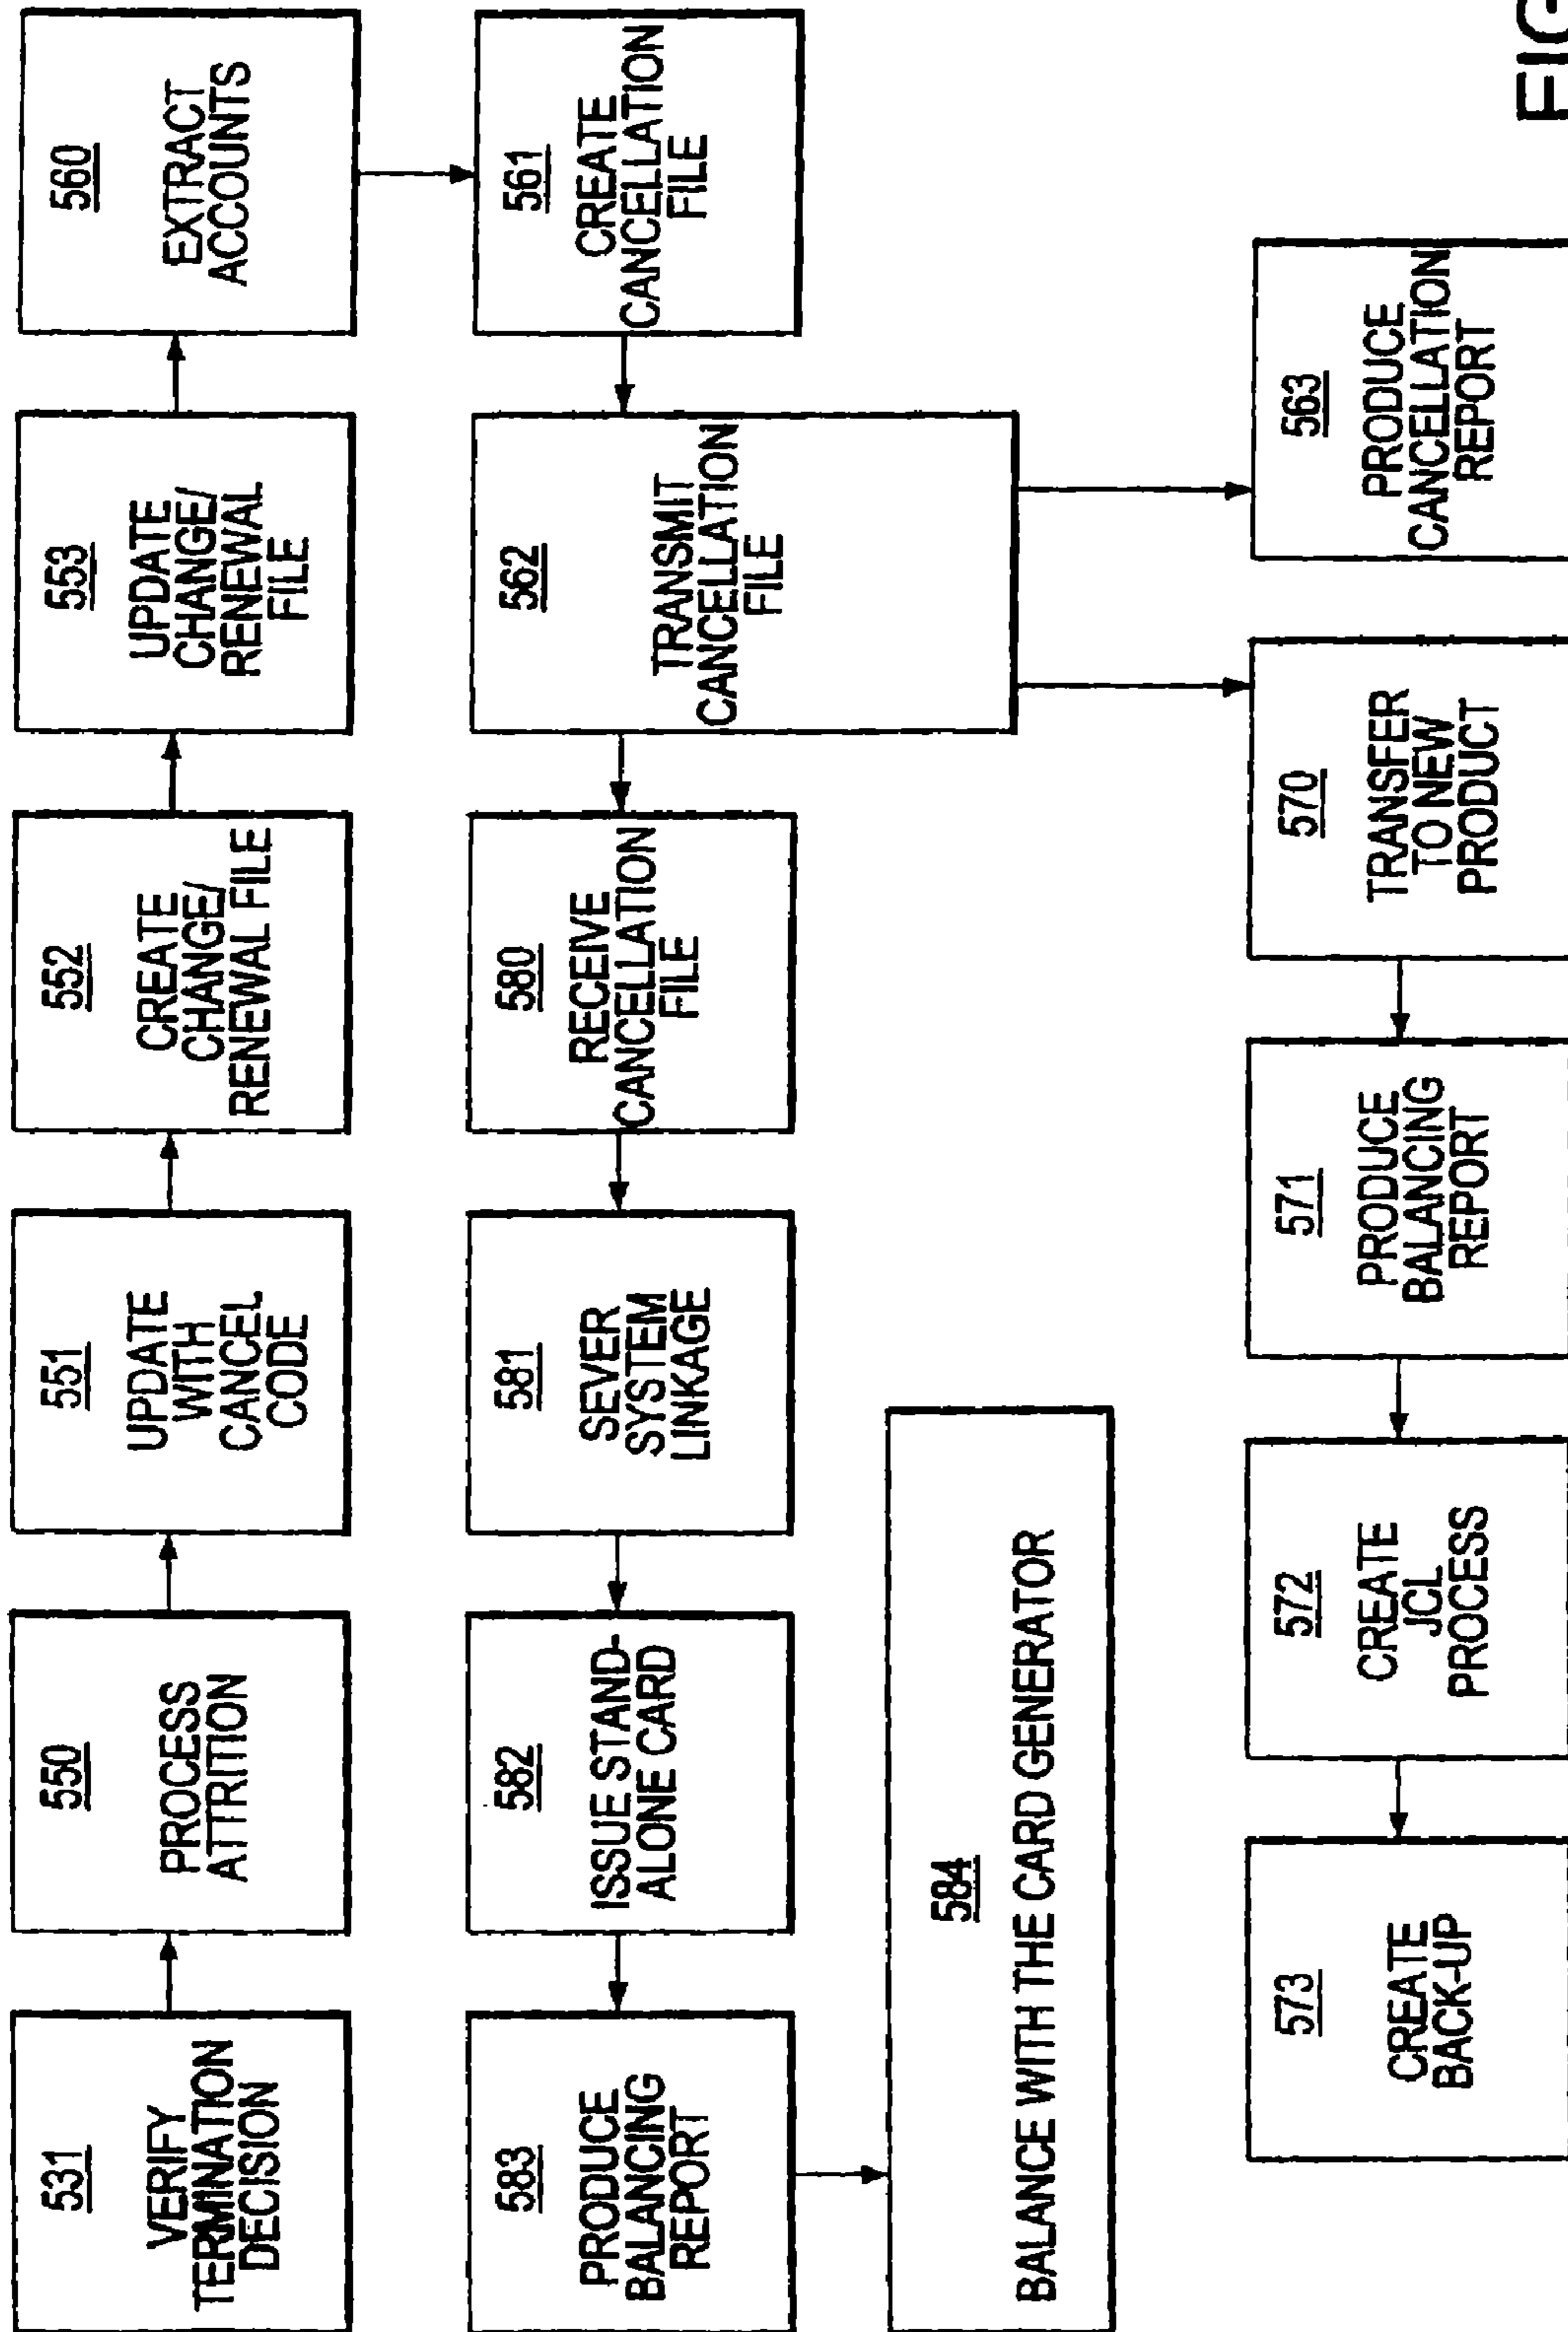 531
VERIFY
TERMINATION
DECISION
550
PROCESS
ATTRITION
551
UPDATE
WITH
CANCEL
CODE
552
CREATE
CHANGE/
RENEWAL FILE
553
UPDATE
CHANGE/
RENEWAL
FILE
560
EXTRACT
ACCOUNTS
561
CREATE
CANCELLATION
FILE
562
TRANSMIT
CANCELLATION
FILE
580
RECEIVE
CANCELLATION
FILE
581
SEVER
SYSTEM
LINKAGE
582
ISSUE STAND-
ALONE CARD
583
PRODUCE
BALANCING
REPORT
584
BALANCE WITH THE CARD GENERATOR
563
PRODUCE
CANCELLATION
REPORT
570
TRANSFER
TO NEW
PRODUCT
571
PRODUCE
BALANCING
REPORT
572
CREATE
JCL
PROCESS
573
CREATE
BACK-UP
FIG